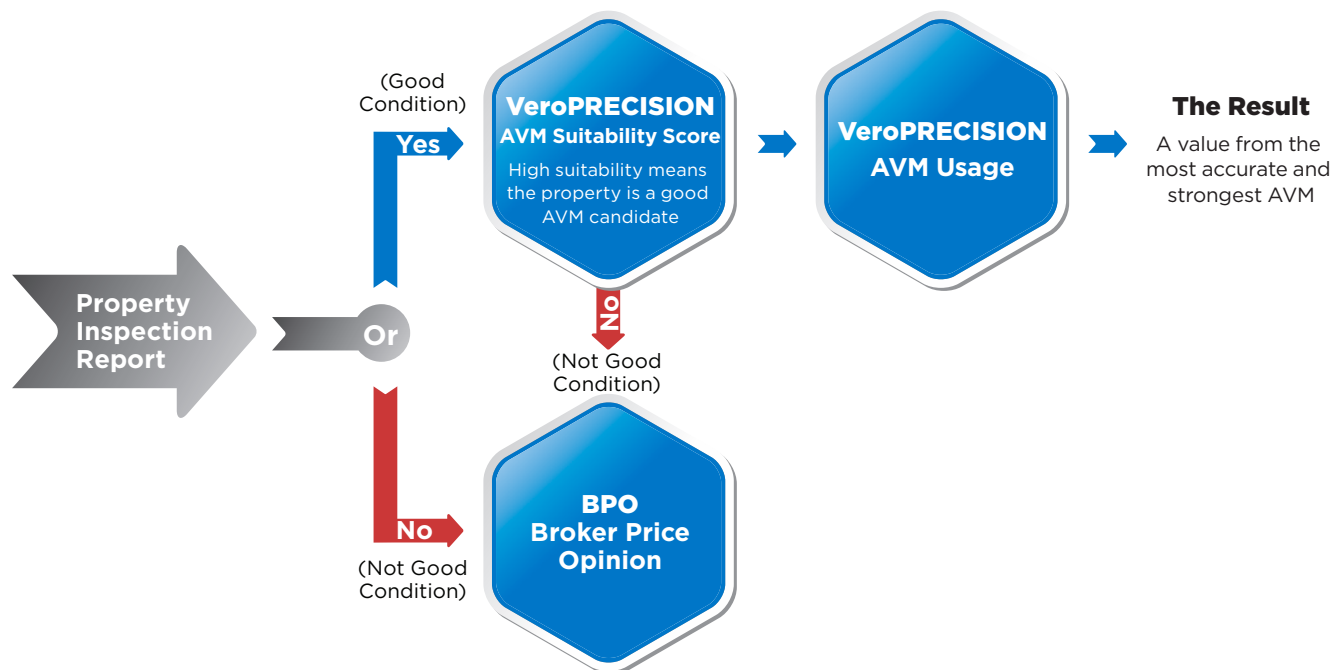 Property
Inspection
Report
Or
(Good
Condition)
Yes
VeroPRECISION
AVM Suitability Score
High suitability means
the property is a good
AVM candidate
VeroPRECISION
AVM Usage
The Result
A value from the
most accurate and
strongest AVM
No
(Not Good
Condition)
No
(Not Good
Condition)
BPO
Broker Price
Opinion